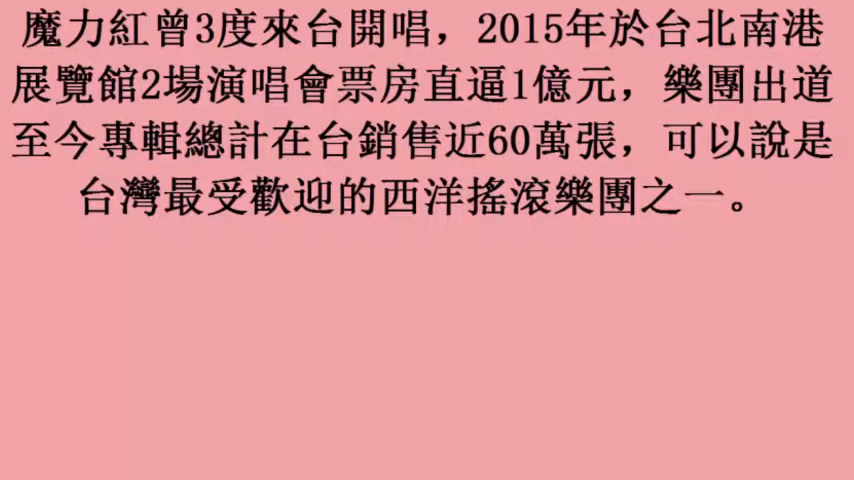 魔力紅曾3度來台開唱，2015年於台北南港
展覽館2場演唱會票房直逼1億元，樂團出道
至今專輯總計在台銷售近60萬張，可以說是
台灣最受歡迎的西洋搖滾樂團之一。